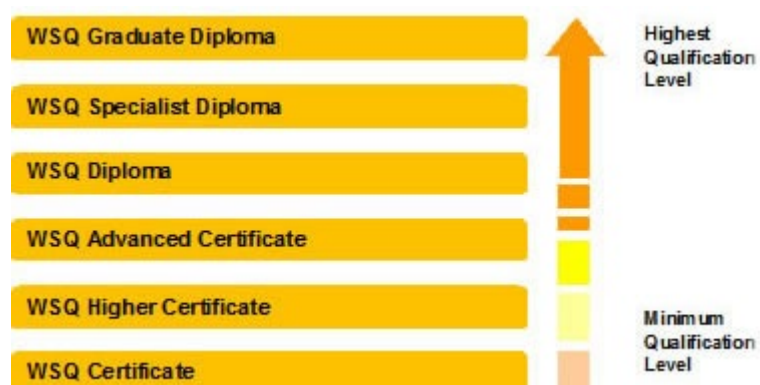 WSQ Graduate Diploma
Highest
Qualification
Level
WSQ Specialist Diploma
WSQ Diploma
WSQ Advanced Certificate
WSQ Higher Certificate
Minimum
Qualification
Level
WSQ Certificate